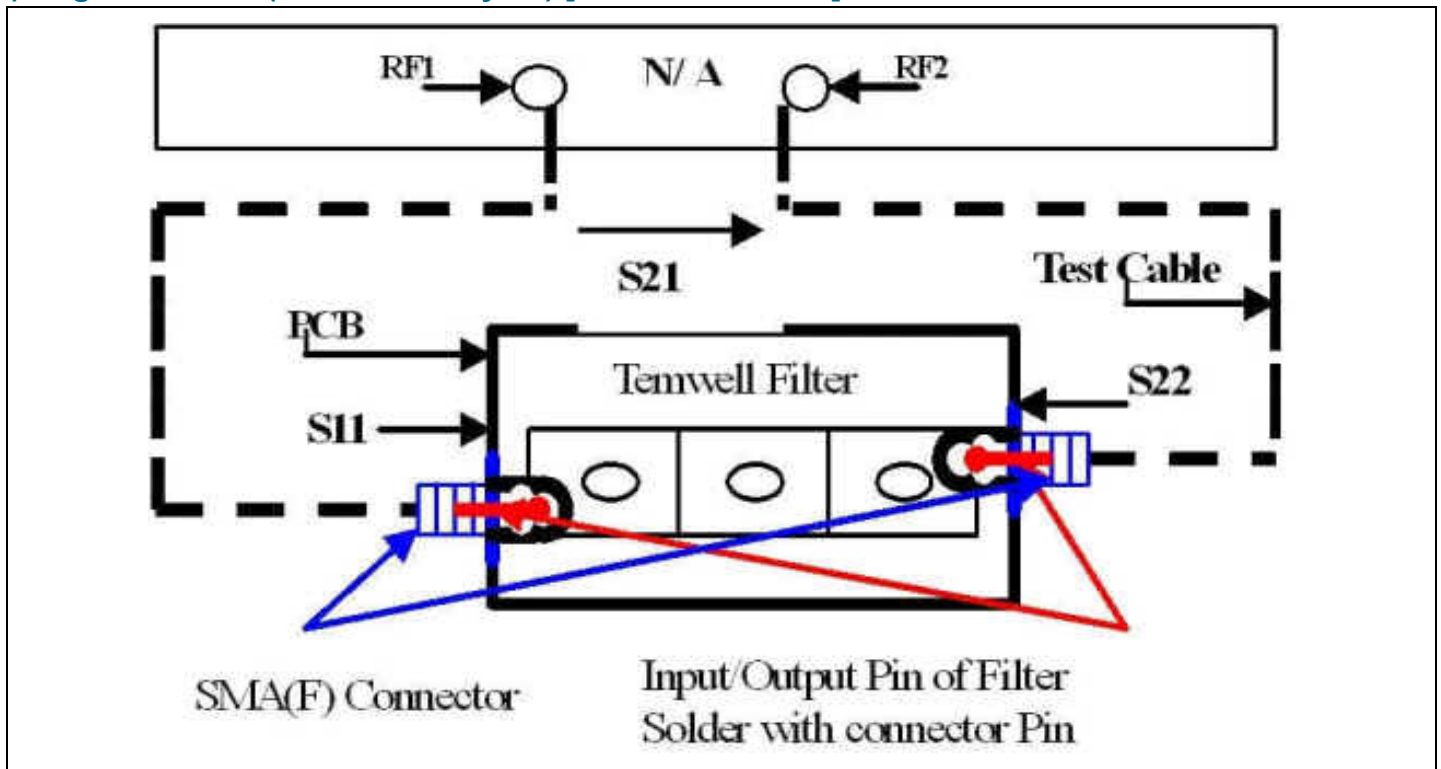 RF1
N/ A
RF2
S21
Test Cable
PCB
Temwell Filter
S22
S11
SMA(F) Connector
Input/Output Pin of Filter
Solder with connector Pin